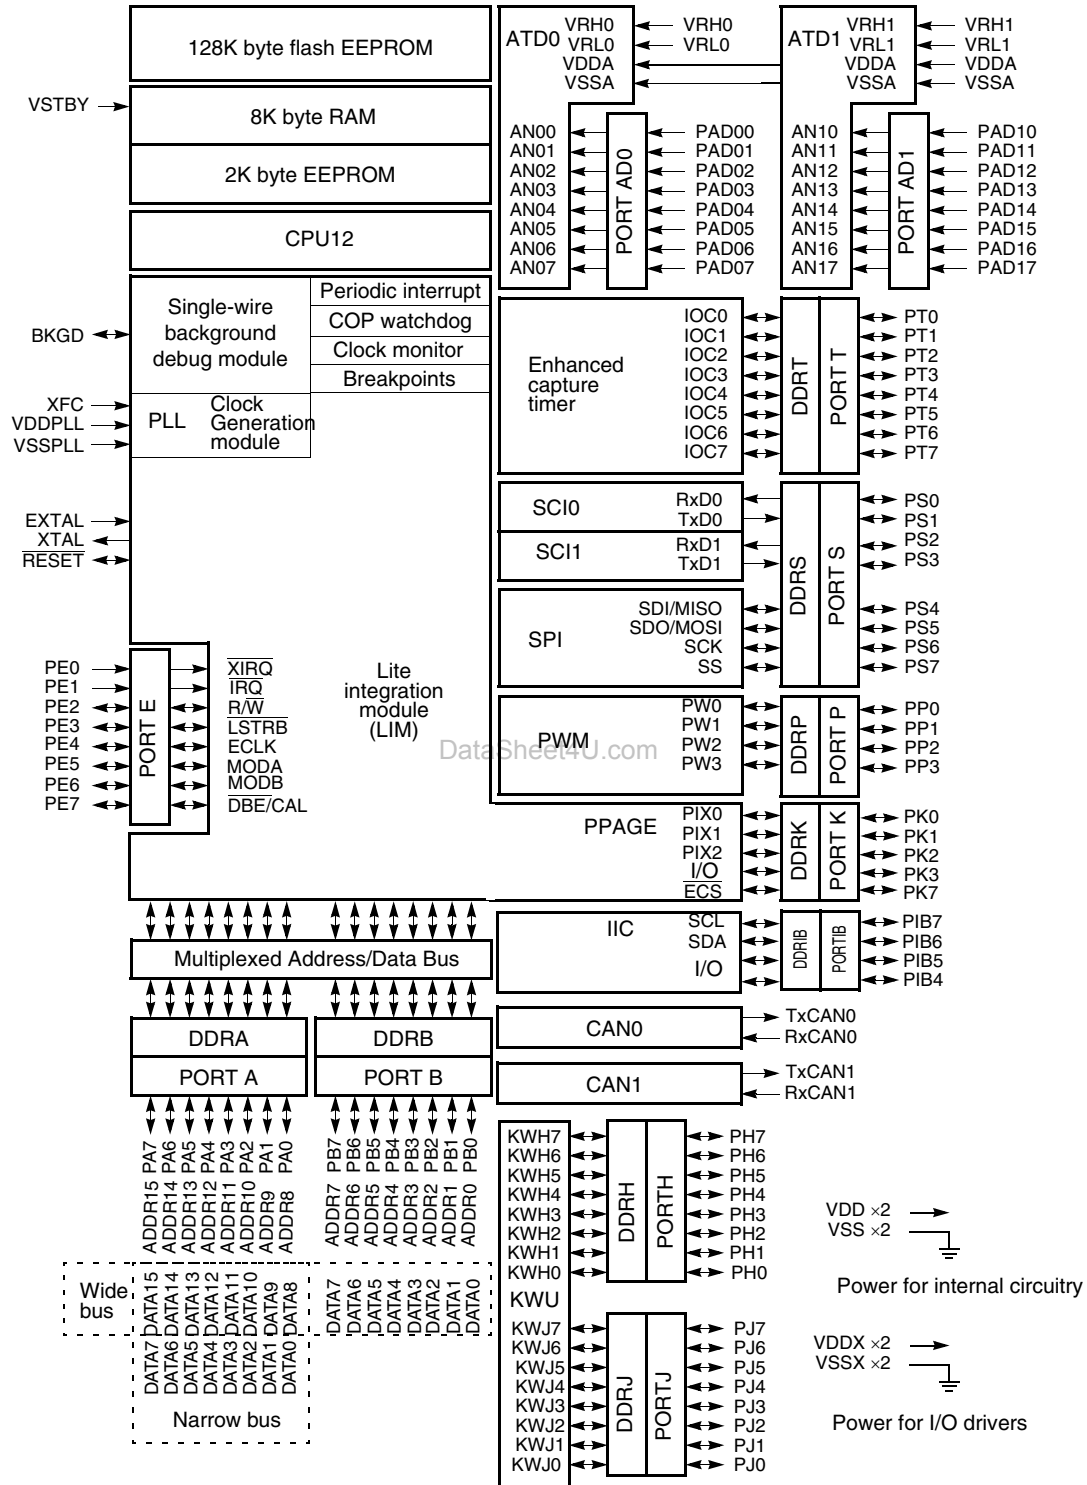 128K byte flash EEPROM
VSTBY
8K byte RAM
2K byte EEPROM
CPU12
Single-wire
background
debug module
Periodic interrupt
COP watchdog
Clock monitor
Breakpoints
BKGD
XFC
VDDPLL
VSSPLL
PLL
Clock
Generation
module
EXTAL
XTAL
RESET
PE0
PE1
PE2
PE3
PE4
PE5
PE6
PE7
PORT E
XIRQ
IRQ
R/W
LSTRB
ECLK
MODA
MODB
DBE/CAL
Lite
integration
module
(LIM)
ATD0
VRH0
VRL0
VDDA
VSSA
VRH0
VRL0
AN00
AN01
AN02
AN03
AN04
AN05
AN06
AN07
PORT AD0
PAD00
PAD01
PAD02
PAD03
PAD04
PAD05
PAD06
PAD07
ATD1
VRH1
VRL1
VDDA
VSSA
VRH1
VRL1
VDDA
VSSA
AN10
AN11
AN12
AN13
AN14
AN15
AN16
AN17
PORT AD1
PAD10
PAD11
PAD12
PAD13
PAD14
PAD15
PAD16
PAD17
Enhanced
capture
timer
IOC0
IOC1
IOC2
IOC3
IOC4
IOC5
IOC6
IOC7
DDRT
PORT T
PT0
PT1
PT2
PT3
PT4
PT5
PT6
PT7
SCI0
RxD0
TxD0
SCI1
RxD1
TxD1
SPI
SDI/MISO
SDO/MOSI
SCK
SS
DDRS
PORT S
PS0
PS1
PS2
PS3
PS4
PS5
PS6
PS7
PWM
PW0
PW1
PW2
PW3
DDRP
PORT P
PP0
PP1
PP2
PP3
DataSheet4U.com
PPAGE
PIX0
PIX1
PIX2
I/O
ECS
DDRK
PORT K
PK0
PK1
PK2
PK3
PK7
IIC
SCL
SDA
I/O
DDRIB
PORTIB
PIB7
PIB6
PIB5
PIB4
CAN0
TxCAN0
RxCAN0
CAN1
TxCAN1
RxCAN1
Multiplexed Address/Data Bus
DDRA
PORT A
DDRB
PORT B
PA7
PA6
PA5
PA4
PA3
PA2
PA1
PA0
PB7
PB6
PB5
PB4
PB3
PB2
PB1
PB0
ADDR15
ADDR14
ADDR13
ADDR12
ADDR11
ADDR10
ADDR9
ADDR8
ADDR7
ADDR6
ADDR5
ADDR4
ADDR3
ADDR2
ADDR1
ADDR0
Wide
bus
DATA15
DATA14
DATA13
DATA12
DATA11
DATA10
DATA9
DATA8
DATA7
DATA6
DATA5
DATA4
DATA3
DATA2
DATA1
DATA0
DATA7
DATA6
DATA5
DATA4
DATA3
DATA2
DATA1
DATA0
Narrow bus
KWH7
KWH6
KWH5
KWH4
KWH3
KWH2
KWH1
KWH0
KWU
KWJ7
KWJ6
KWJ5
KWJ4
KWJ3
KWJ2
KWJ1
KWJ0
DDRH
PORTH
PH7
PH6
PH5
PH4
PH3
PH2
PH1
PH0
DDRJ
PORTJ
PJ7
PJ6
PJ5
PJ4
PJ3
PJ2
PJ1
PJ0
VDD ×2
VSS ×2
Power for internal circuitry
VDDX ×2
VSSX ×2
Power for I/O drivers